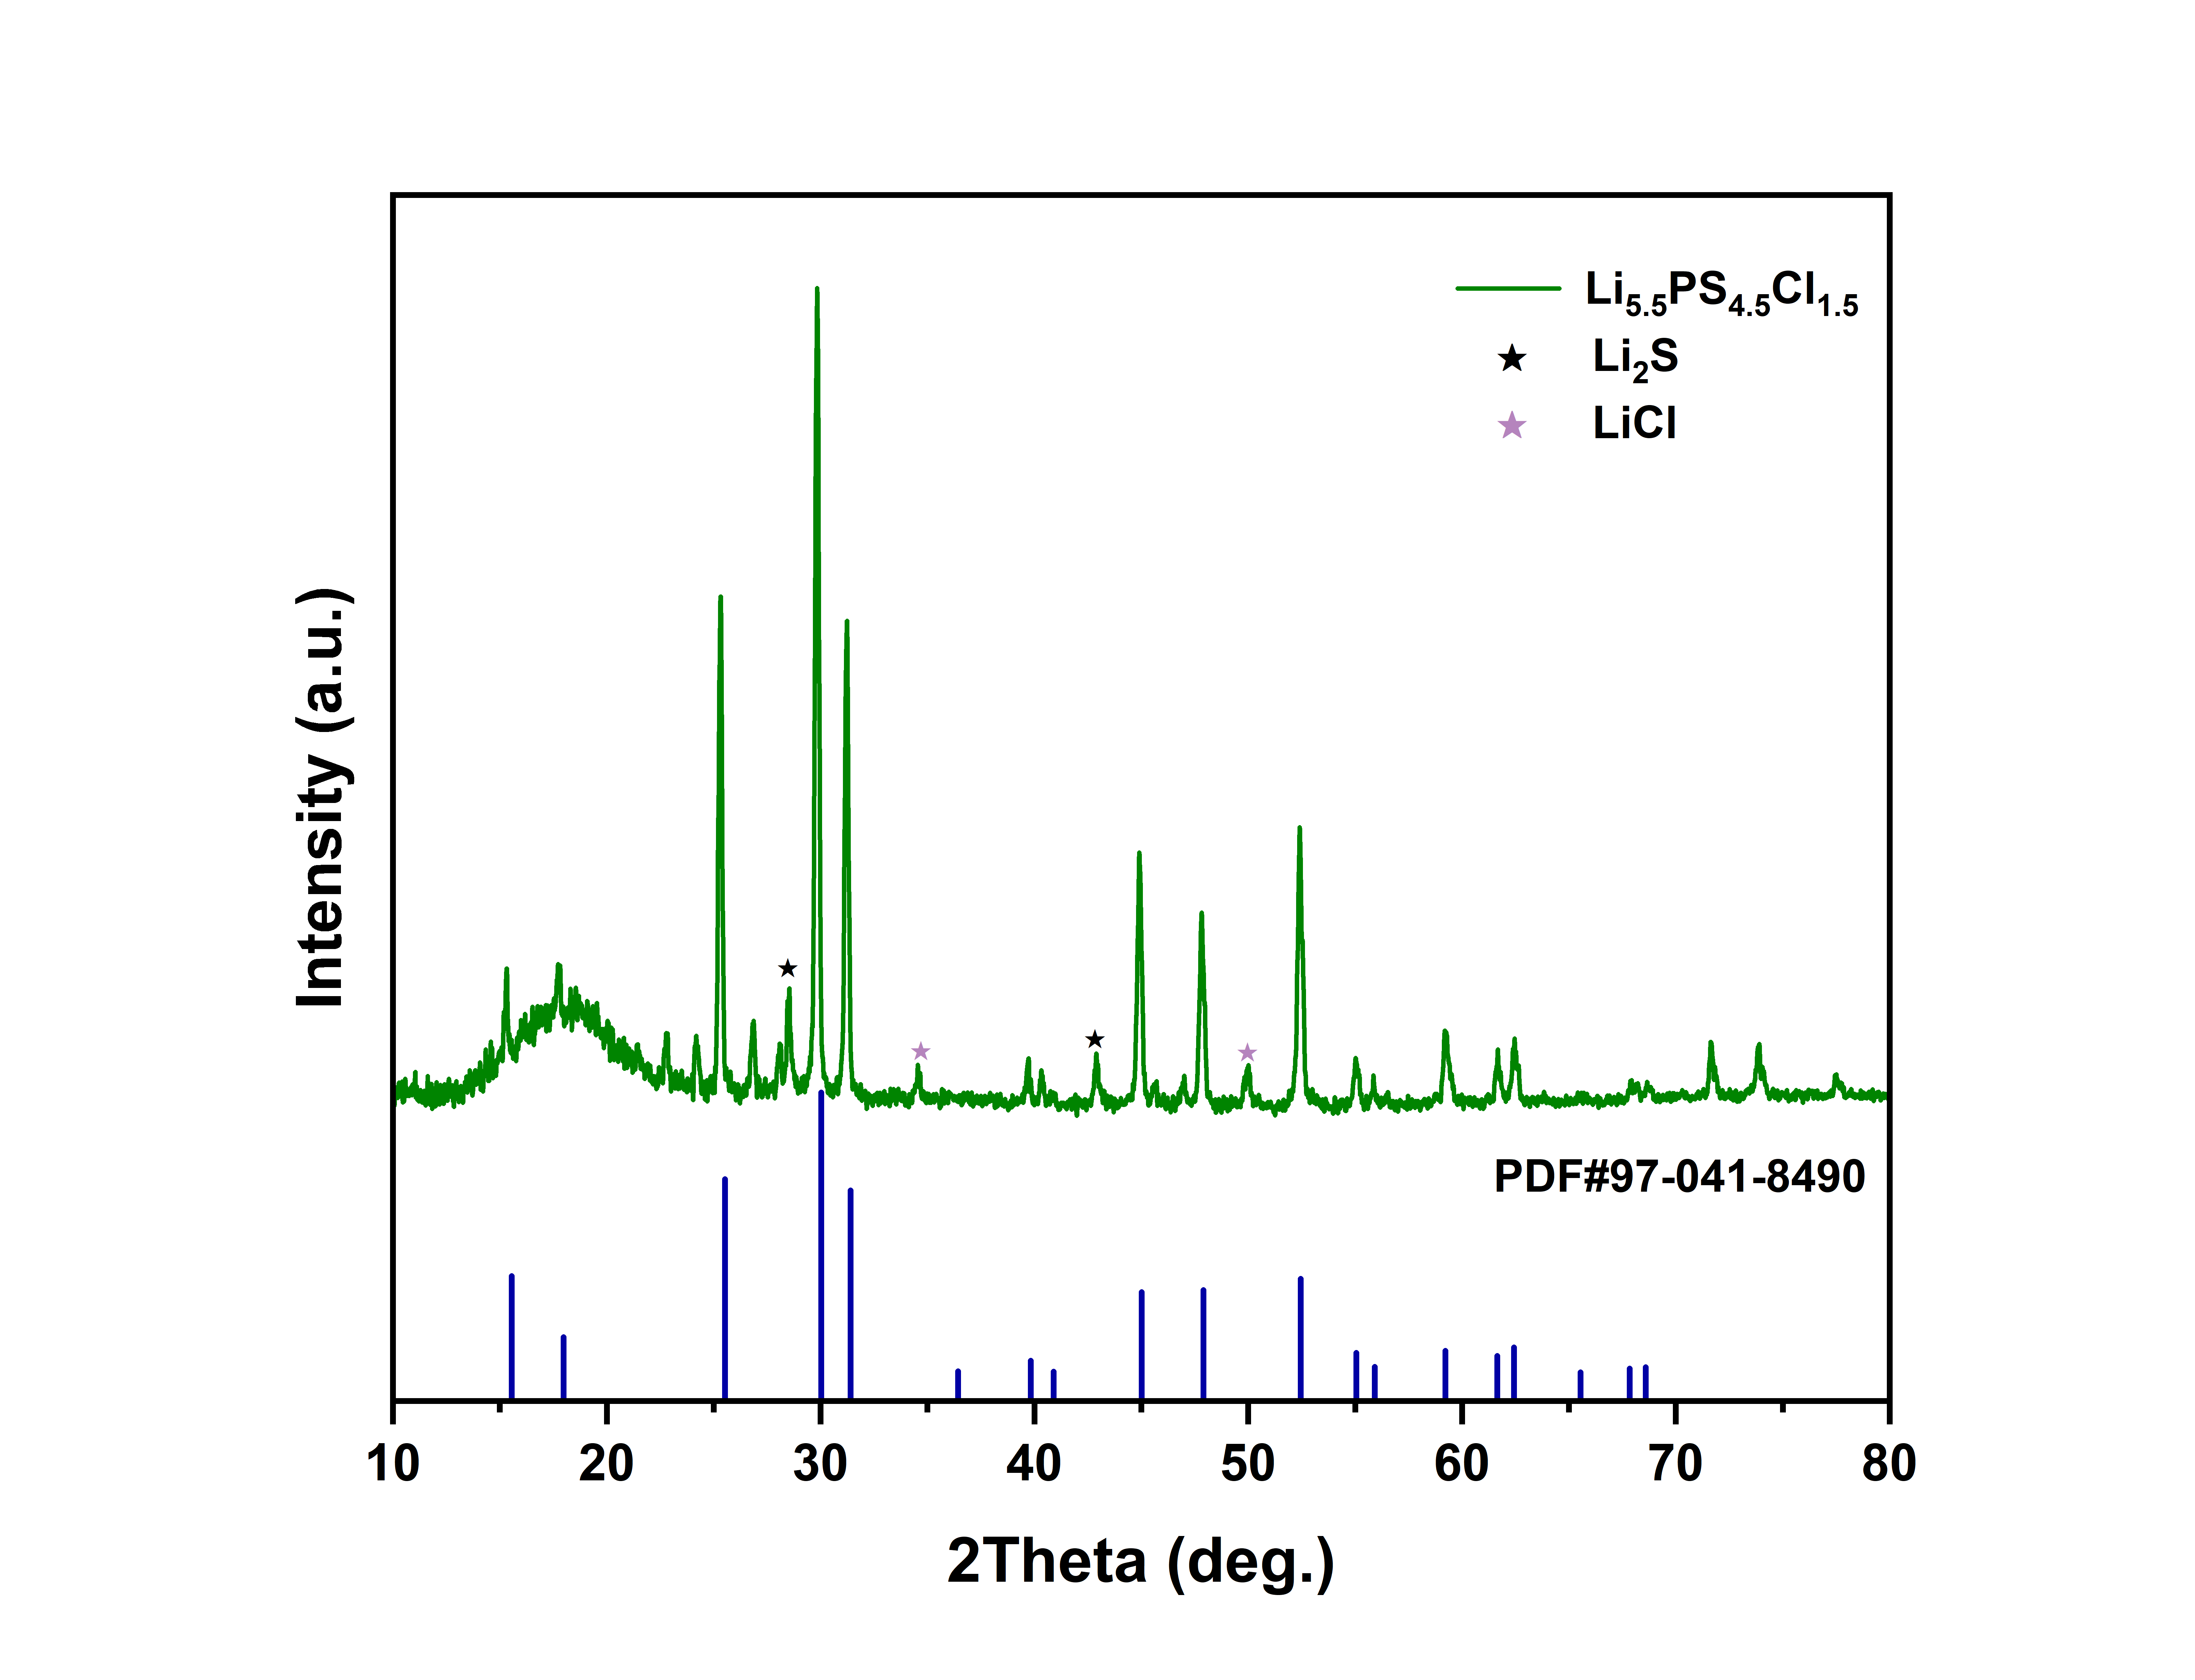 Li5.5PS4.5Cl1.5
★ Li2S
★ LiCl
Intensity (a.u.)
PDF#97-041-8490
10 20 30 40 50 60 70 80
2Theta (deg.)